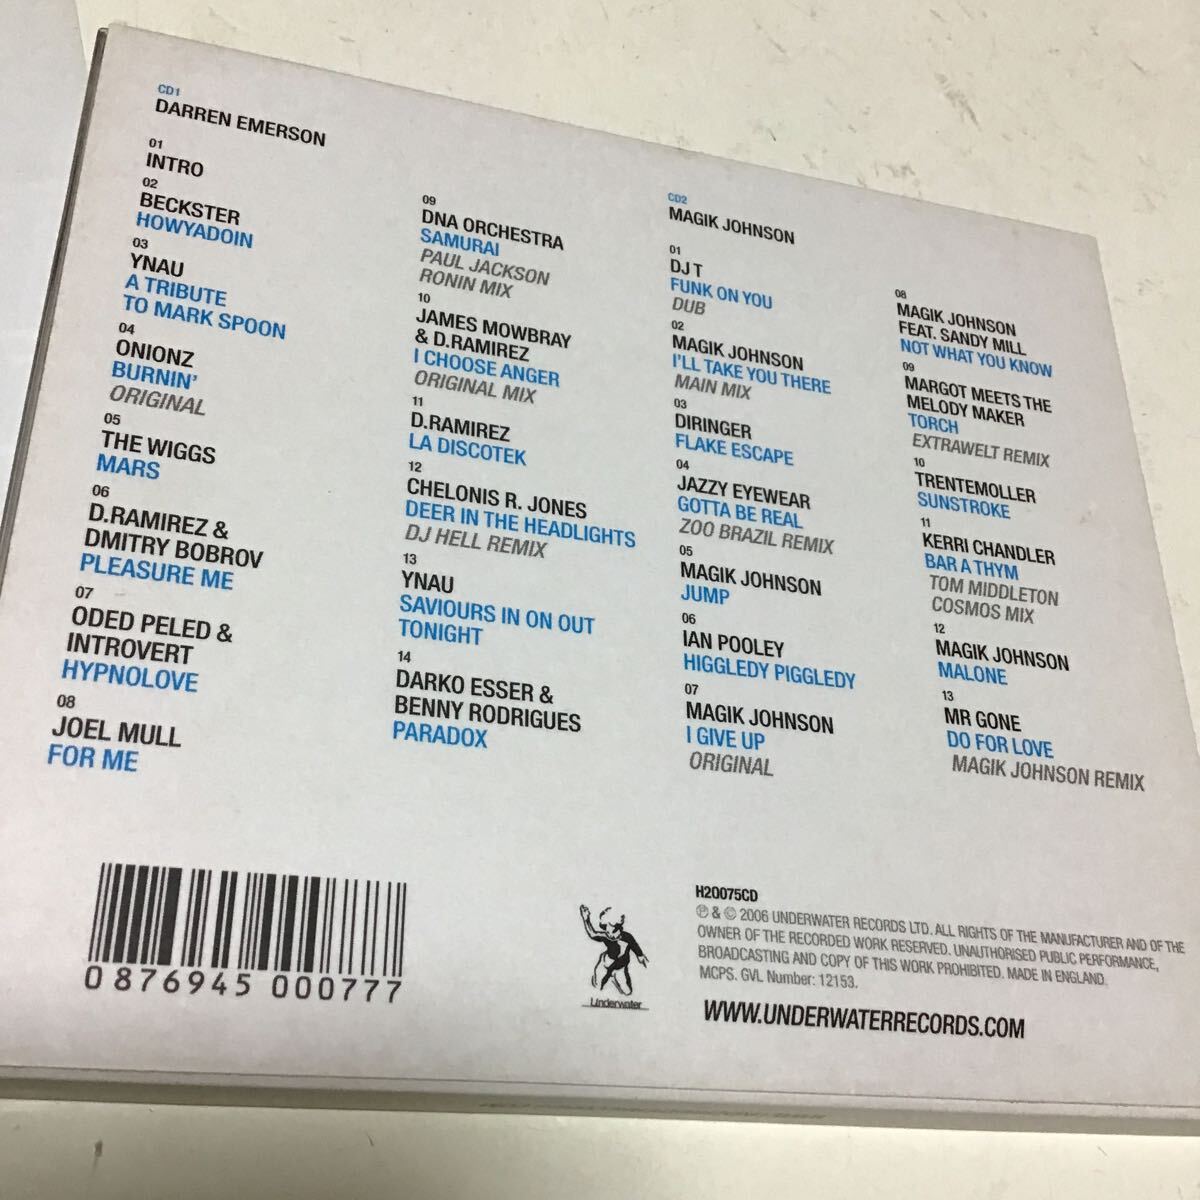 CD1
DARREN EMERSON
01
INTRO
02
BECKSTER
HOWYADOIN
03
YNAU
A TRIBUTE
TO MARK SPOON
04
ONIONZ
BURNIN'
ORIGINAL
05
THE WIGGS
MARS
06
D.RAMIREZ &
DMITRY BOBROV
PLEASURE ME
07
ODED PELED &
INTROVERT
HYPNOLOVE
08
JOEL MULL
FOR ME
09
DNA ORCHESTRA
SAMURAI
PAUL JACKSON
RONIN MIX
10
JAMES MOWBRAY
& D.RAMIREZ
I CHOOSE ANGER
ORIGINAL MIX
11
D.RAMIREZ
LA DISCOTEK
12
CHELONIS R. JONES
DEER IN THE HEADLIGHTS
DJ HELL REMIX
13
YNAU
SAVIOURS IN ON OUT
TONIGHT
14
DARKO ESSER &
BENNY RODRIGUES
PARADOX
CD2
MAGIK JOHNSON
01
DJ T
FUNK ON YOU
DUB
02
MAGIK JOHNSON
I'LL TAKE YOU THERE
MAIN MIX
03
DIRINGER
FLAKE ESCAPE
04
JAZZY EYEWEAR
GOTTA BE REAL
ZOO BRAZIL REMIX
05
MAGIK JOHNSON
JUMP
06
IAN POOLEY
HIGGLEDY PIGGLEDY
07
MAGIK JOHNSON
I GIVE UP
ORIGINAL
08
MAGIK JOHNSON
FEAT. SANDY MILL
NOT WHAT YOU KNOW
09
MARGOT MEETS THE
MELODY MAKER
TORCH
EXTRAWELT REMIX
10
TRENTEMOLLER
SUNSTROKE
11
KERRI CHANDLER
BAR A THYM
TOM MIDDLETON
COSMOS MIX
12
MAGIK JOHNSON
MALONE
13
MR GONE
DO FOR LOVE
MAGIK JOHNSON REMIX
0 876945 000777
Underwater
H20075CD
℗ & © 2006 UNDERWATER RECORDS LTD. ALL RIGHTS OF THE MANUFACTURER AND OF THE
OWNER OF THE RECORDED WORK RESERVED. UNAUTHORISED PUBLIC PERFORMANCE,
BROADCASTING AND COPY OF THIS WORK PROHIBITED. MADE IN ENGLAND.
MCPS. GVL Number: 12153.
WWW.UNDERWATERRECORDS.COM